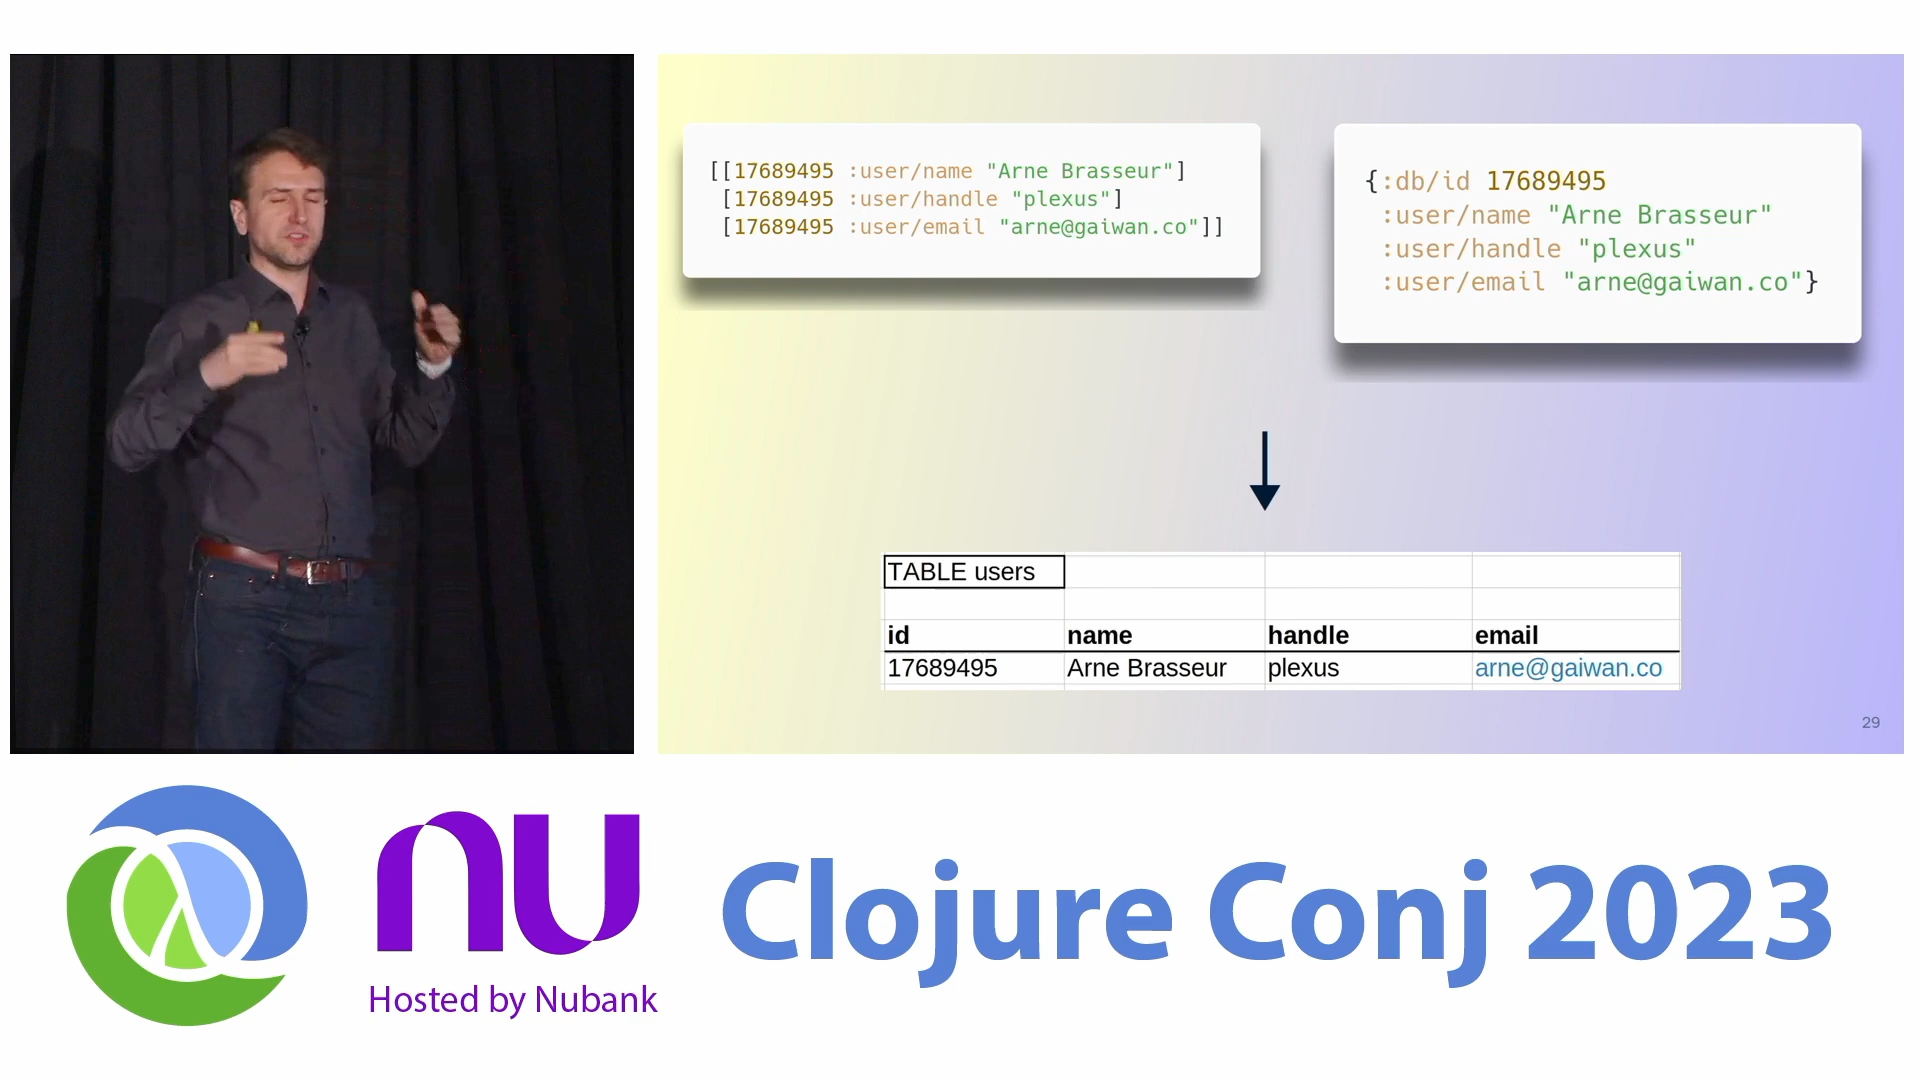 [[17689495 :user/name "Arne Brasseur"]
[17689495 :user/handle "plexus"]
[17689495 :user/email "arne@gaiwan.co"]]
{:db/id 17689495
:user/name "Arne Brasseur"
:user/handle "plexus"
:user/email "arne@gaiwan.co"}
TABLE users
id name handle email
17689495 Arne Brasseur plexus arne@gaiwan.co
29
nu
Hosted by Nubank
Clojure Conj 2023